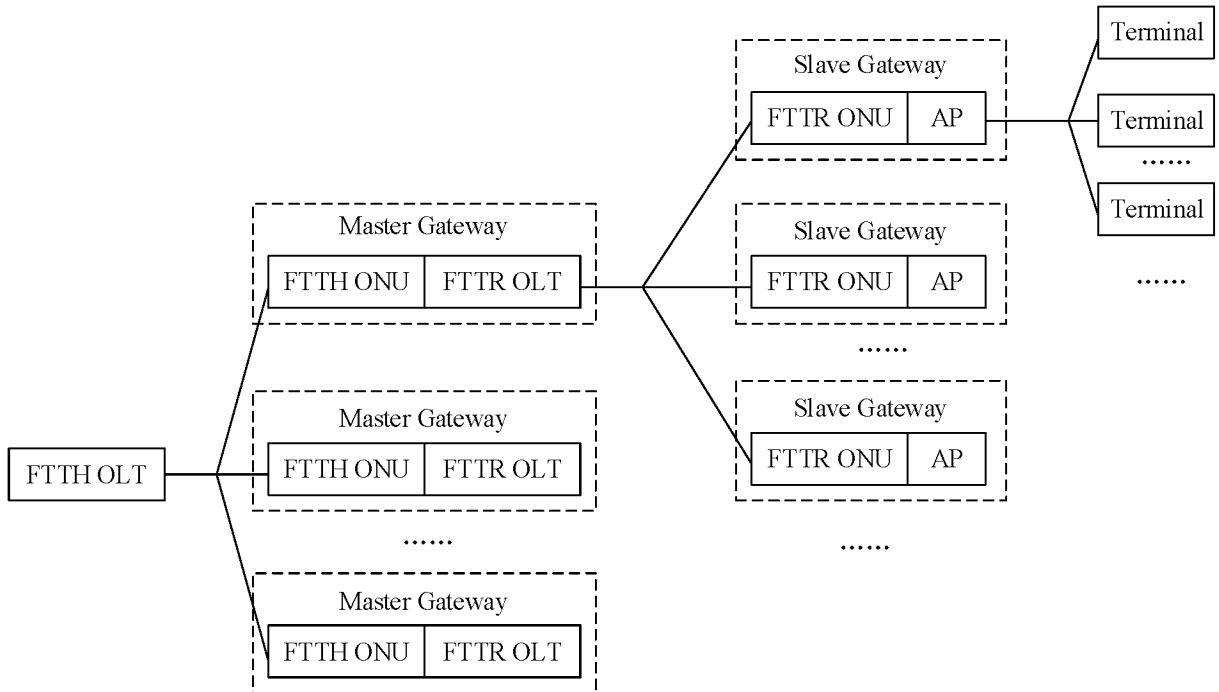 Terminal
Slave Gateway
FTTR ONU AP
Terminal
……
Terminal
Master Gateway
FTTH ONU FTTR OLT
Slave Gateway
FTTR ONU AP
……
……
Slave Gateway
FTTR ONU AP
Master Gateway
FTTH OLT
FTTH ONU FTTR OLT
……
……
Master Gateway
FTTH ONU FTTR OLT